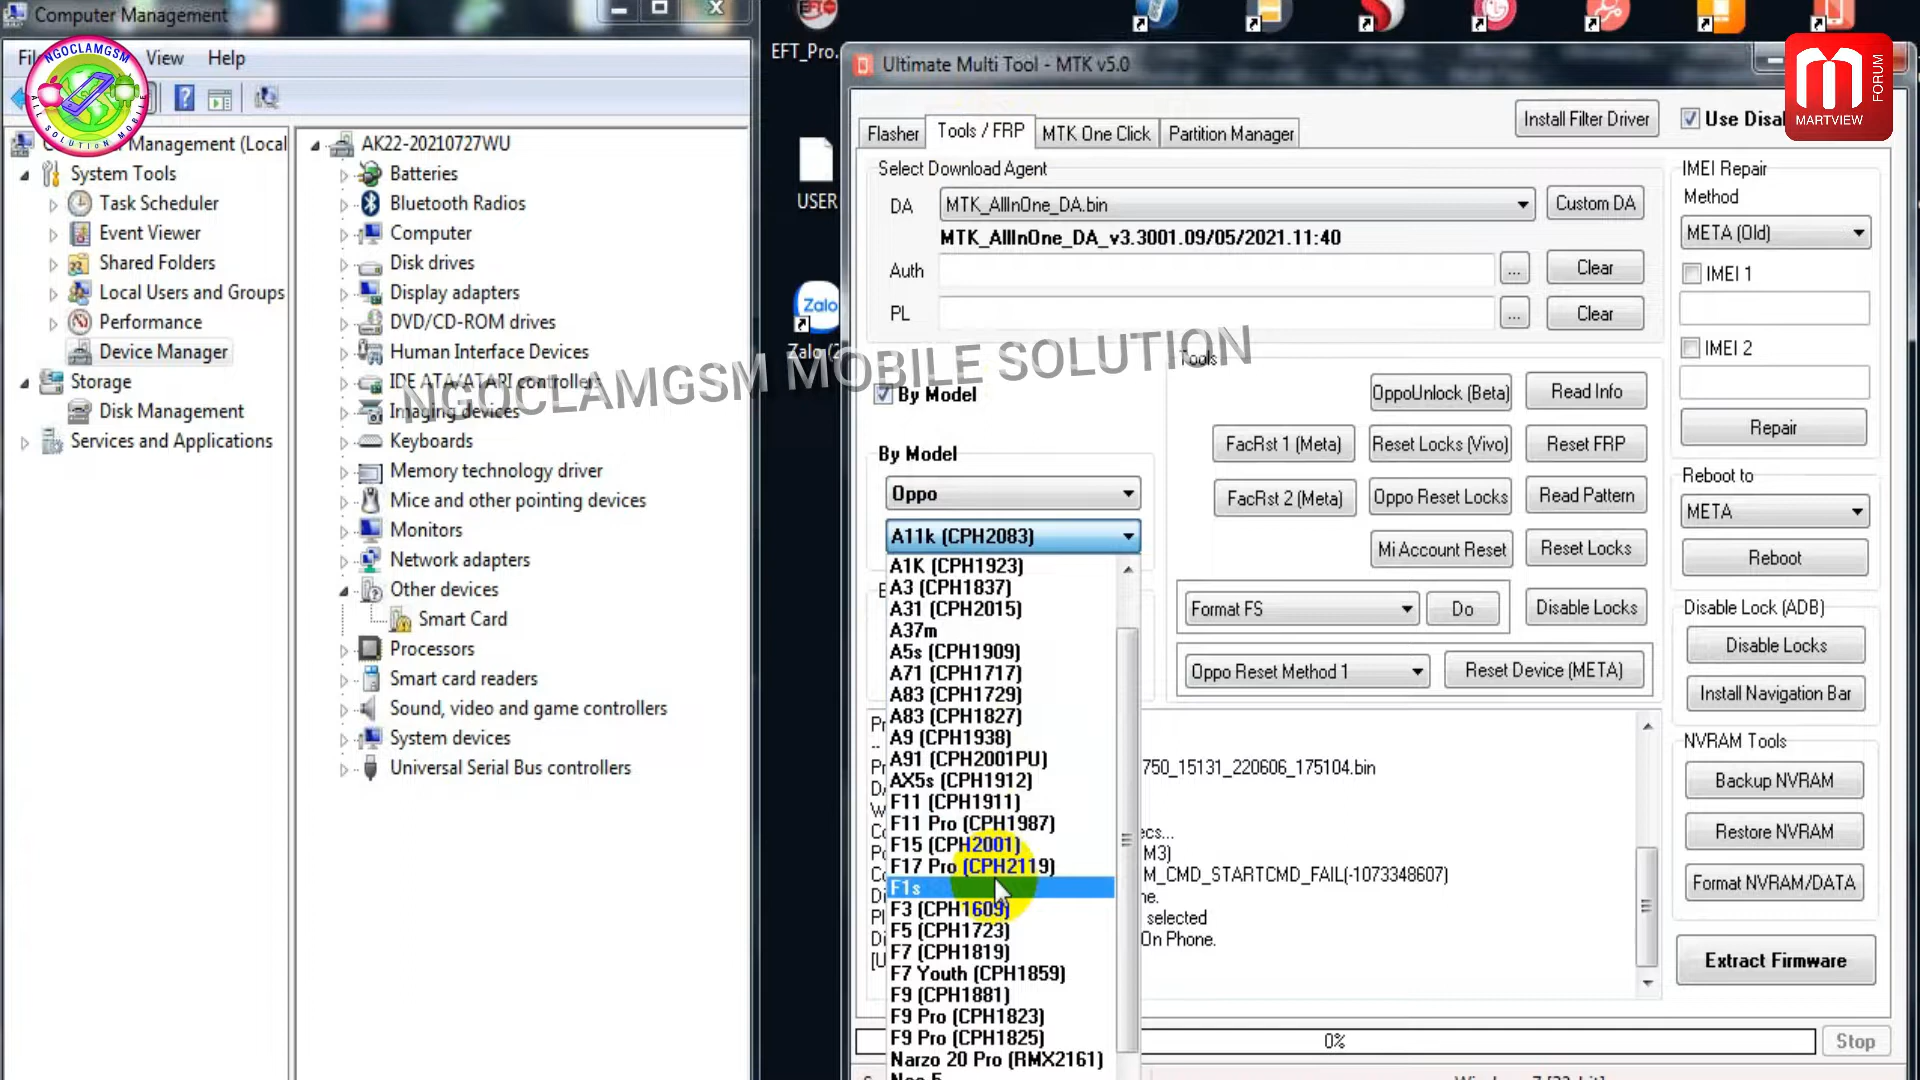 Computer Management
View Help
NGOCLAMGSM
ALL SOLUTION MOBILE
Management (Local
System Tools
Task Scheduler
Event Viewer
Shared Folders
Local Users and Groups
Performance
Device Manager
Storage
Disk Management
Services and Applications
AK22-20210727WU
Batteries
Bluetooth Radios
Computer
Disk drives
Display adapters
DVD/CD-ROM drives
Human Interface Devices
IDE ATA/ATAPI controllers
Imaging devices
Keyboards
Memory technology driver
Mice and other pointing devices
Monitors
Network adapters
Other devices
Smart Card
Processors
Smart card readers
Sound, video and game controllers
System devices
Universal Serial Bus controllers
NGOCLAMGSM MOBILE SOLUTION
EFT
EFT_Pro.
USER
Zalo
Zalo
Ultimate Multi Tool - MTK v5.0
MARTVIEW
FORUM
Flasher Tools / FRP MTK One Click Partition Manager
Install Filter Driver
Use Disa
Select Download Agent
DA MTK_AllInOne_DA.bin Custom DA
MTK_AllInOne_DA_v3.3001.09/05/2021.11:40
Auth ... Clear
PL ... Clear
By Model
By Model
Oppo
A11k (CPH2083)
A1K (CPH1923)
A3 (CPH1837)
A31 (CPH2015)
A37m
A5s (CPH1909)
A71 (CPH1717)
A83 (CPH1729)
A83 (CPH1827)
A9 (CPH1938)
A91 (CPH2001PU)
AX5s (CPH1912)
F11 (CPH1911)
F11 Pro (CPH1987)
F15 (CPH2001)
F17 Pro (CPH2119)
F1s
F3 (CPH1609)
F5 (CPH1723)
F7 (CPH1819)
F7 Youth (CPH1859)
F9 (CPH1881)
F9 Pro (CPH1823)
F9 Pro (CPH1825)
Narzo 20 Pro (RMX2161)
Tools
OppoUnlock (Beta) Read Info
FacRst 1 (Meta) Reset Locks (Vivo) Reset FRP
FacRst 2 (Meta) Oppo Reset Locks Read Pattern
Mi Account Reset Reset Locks
Format FS Do Disable Locks
Oppo Reset Method 1 Reset Device (META)
750_15131_220606_175104.bin
ecs...
M3)
M_CMD_STARTCMD_FAIL(-1073348607)
ne.
selected
On Phone.
0% Stop
IMEI Repair
Method
META (Old)
IMEI 1
IMEI 2
Repair
Reboot to
META
Reboot
Disable Lock (ADB)
Disable Locks
Install Navigation Bar
NVRAM Tools
Backup NVRAM
Restore NVRAM
Format NVRAM/DATA
Extract Firmware